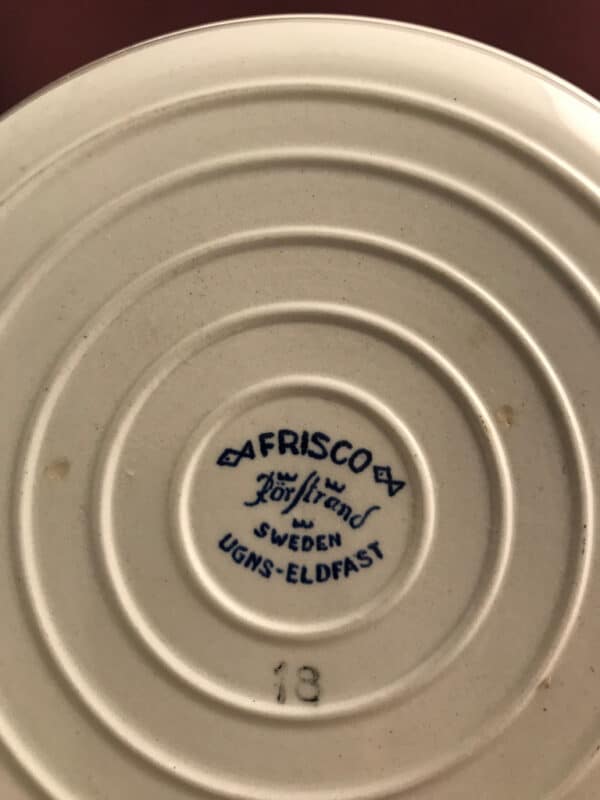 FRISCO
Rörstrand
SWEDEN
UGNS-ELDFAST
18